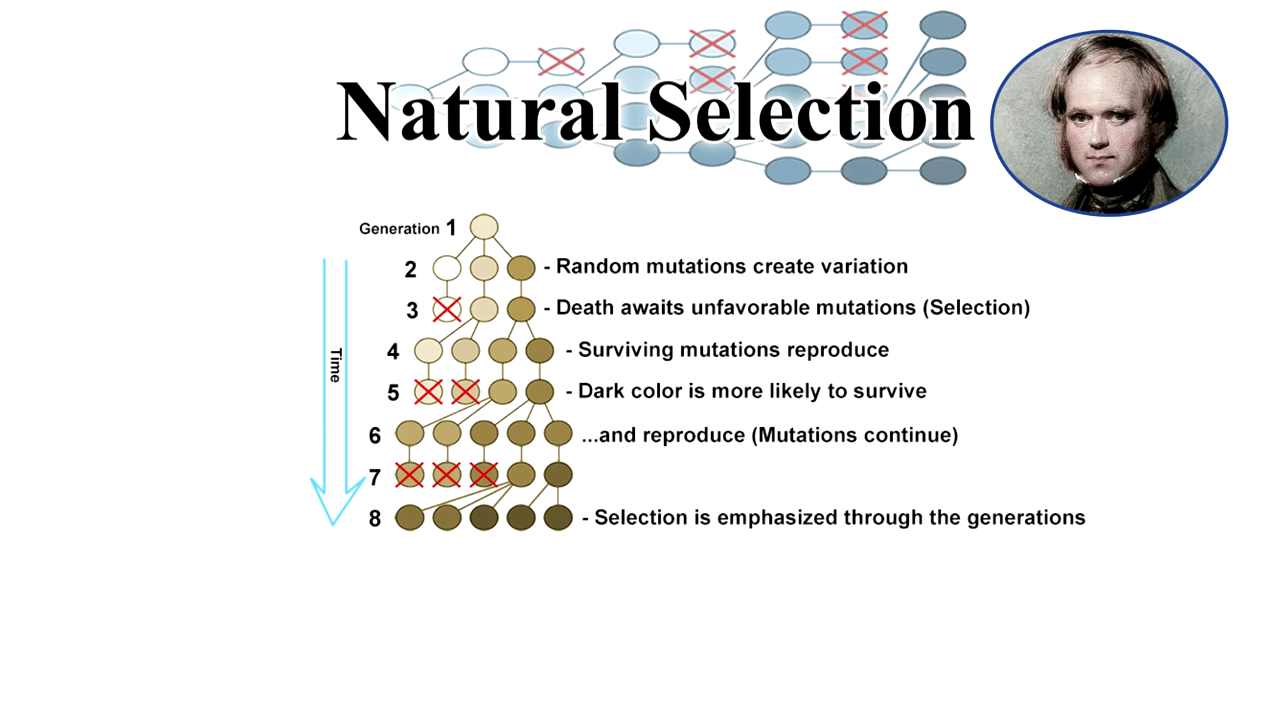 Natural Selection
Generation 1
2 - Random mutations create variation
3 - Death awaits unfavorable mutations (Selection)
4 - Surviving mutations reproduce
5 - Dark color is more likely to survive
6 ...and reproduce (Mutations continue)
7
8 - Selection is emphasized through the generations
Time